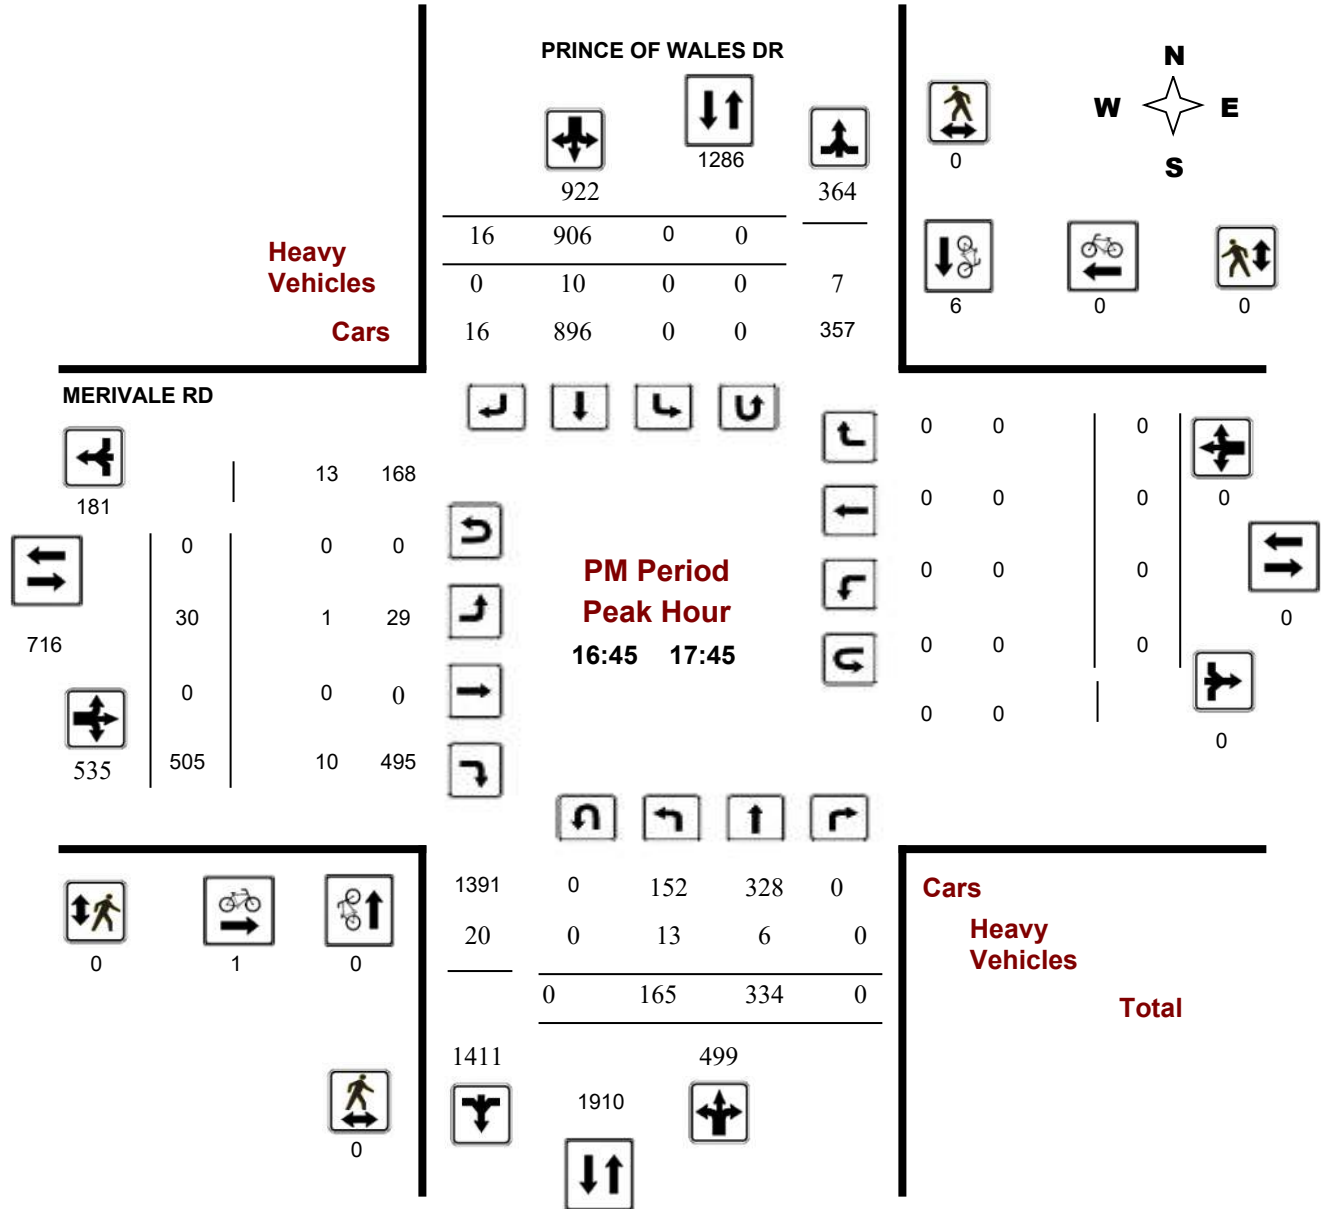 PRINCE OF WALES DR
N
W E
S
1286
0
922 364
16 906 0 0
Heavy
Vehicles
0 10 0 0 7
6 0 0
Cars
16 896 0 0 357
MERIVALE RD
0 0 0
13 168
181
0 0 0 0
0 0 0
PM Period
0 0 0
Peak Hour
30 1 29
0
716
16:45 17:45
0 0 0
0 0 0
0 0
0
535 505 10 495
1391 0 152 328 0
Cars
20 0 13 6 0
Heavy
Vehicles
0 1 0
0 165 334 0
Total
1411 499
1910
0